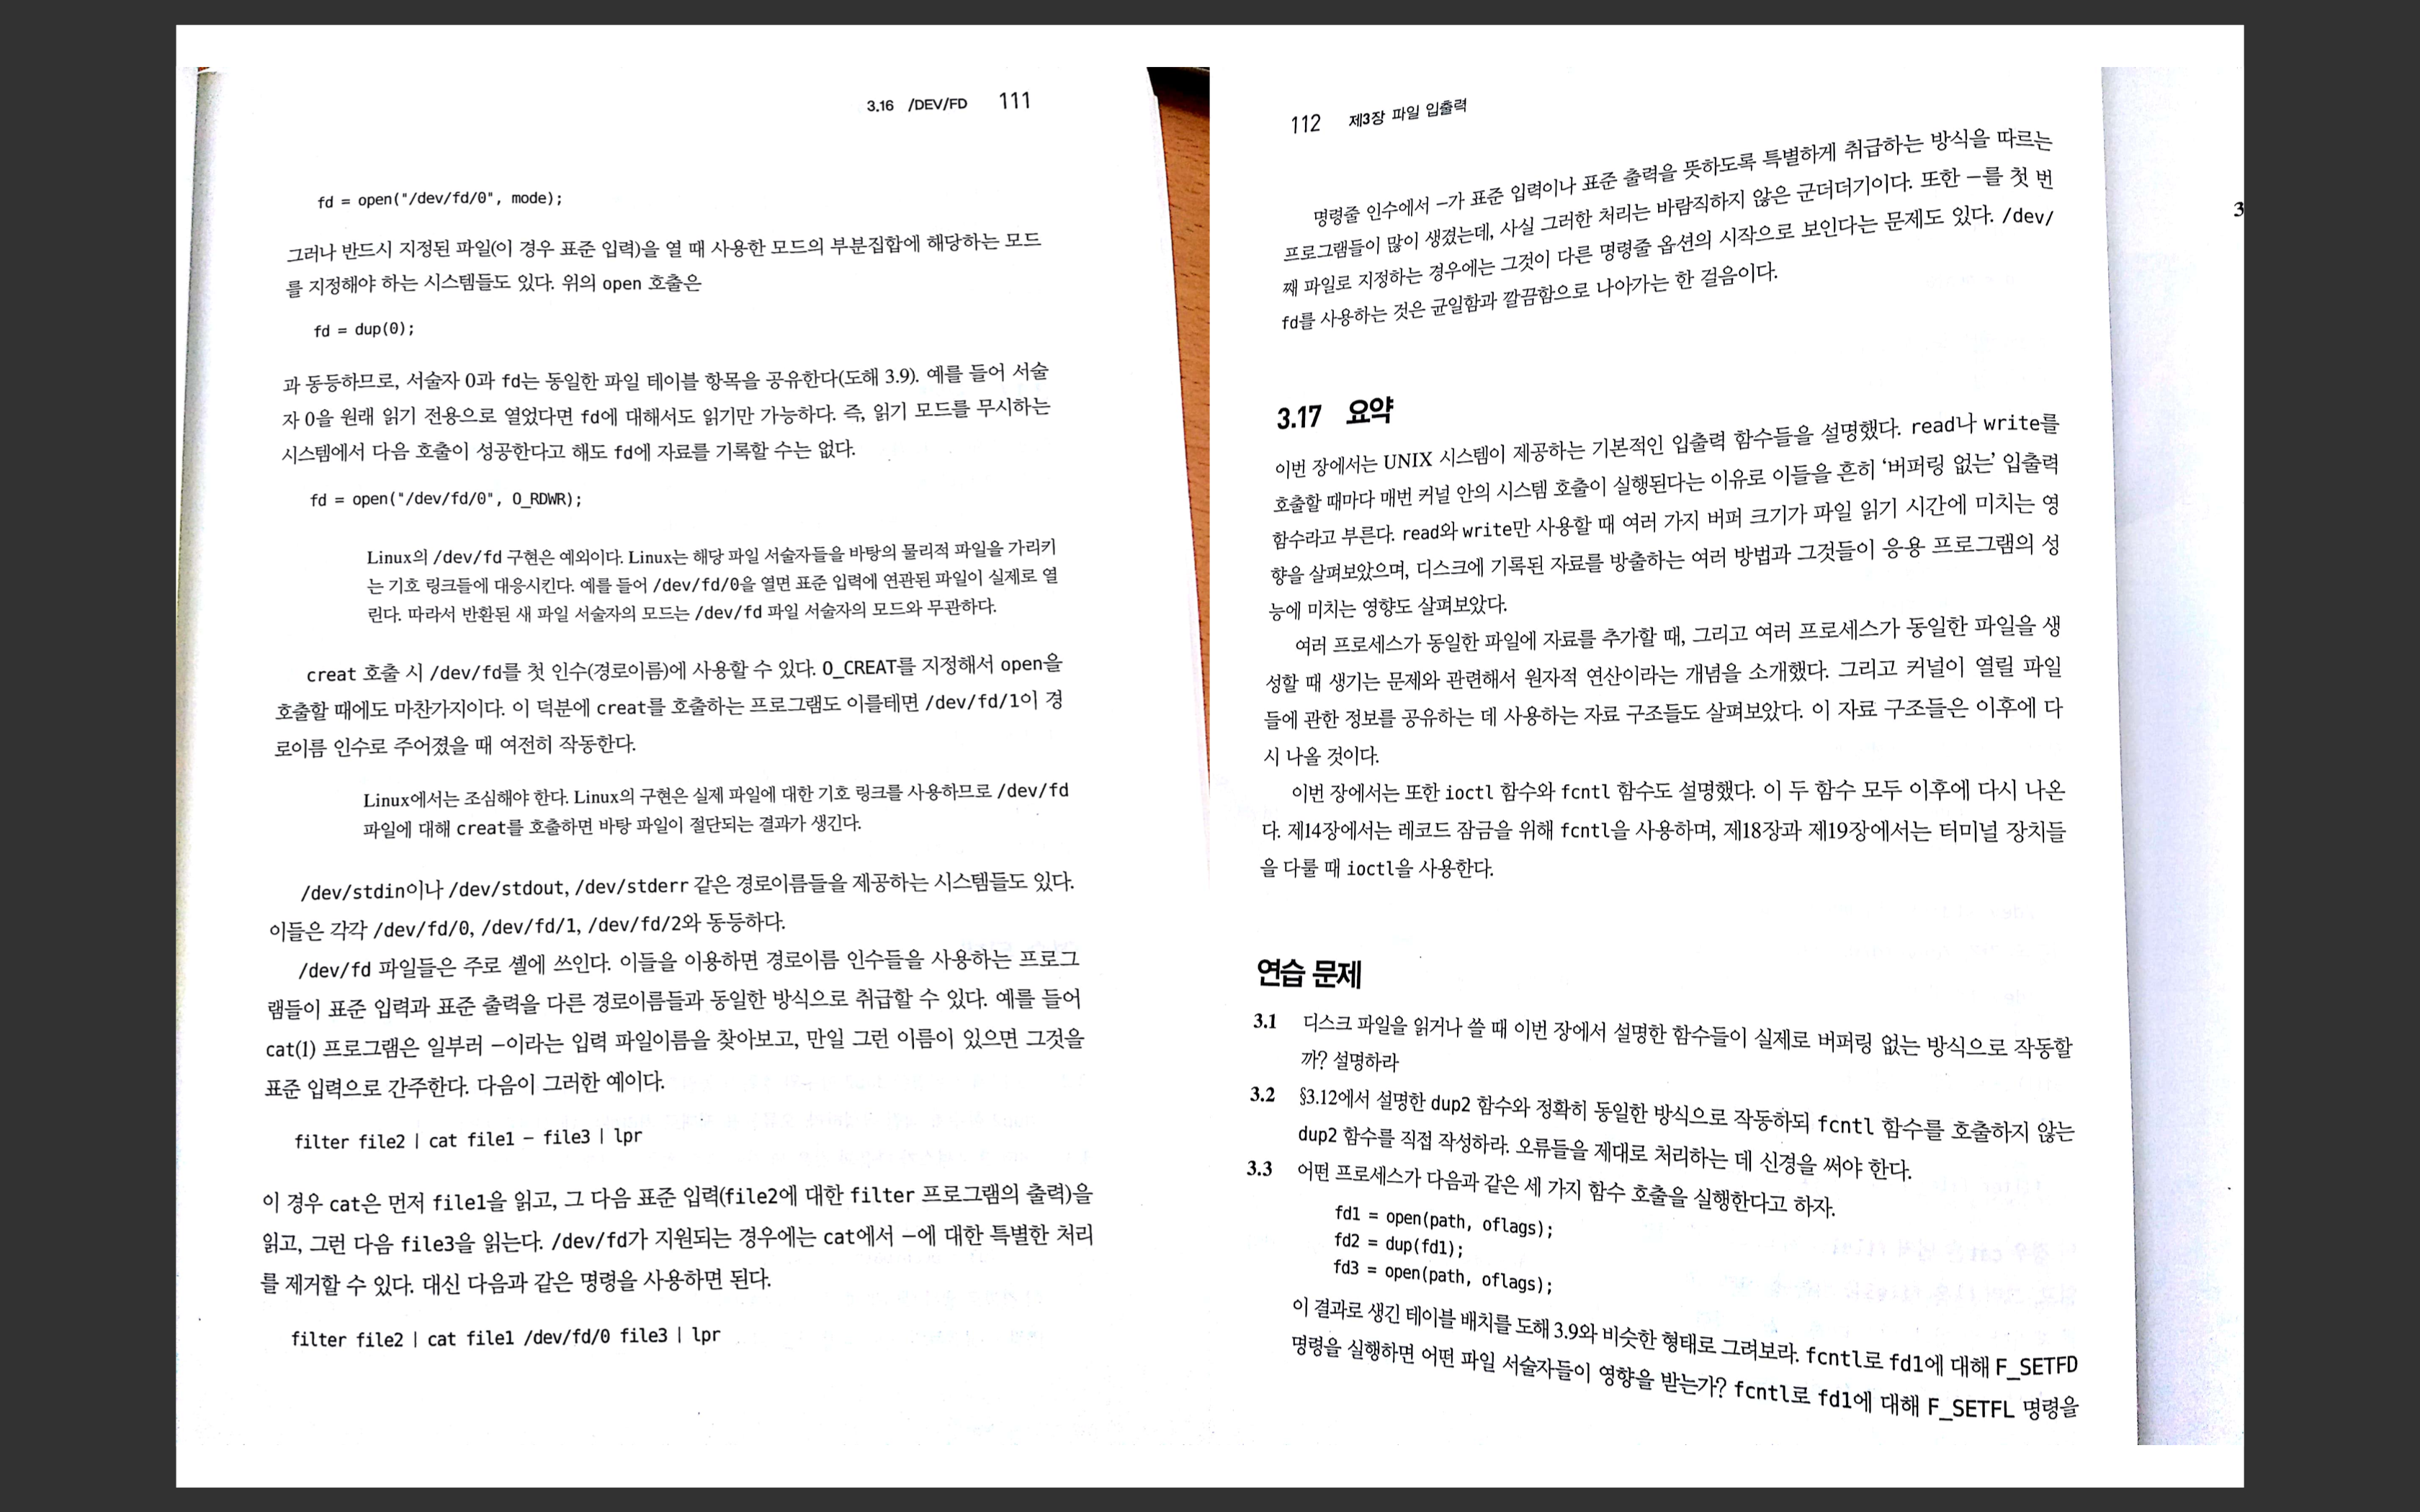 3.16 /DEV/FD 111
fd = open("/dev/fd/0", mode);
그러나 반드시 지정된 파일(이 경우 표준 입력)을 열 때 사용한 모드의 부분집합에 해당하는 모드
를 지정해야 하는 시스템들도 있다. 위의 open 호출은
fd = dup(0);
과 동등하므로, 서술자 0과 fd는 동일한 파일 테이블 항목을 공유한다(도해 3.9). 예를 들어 서술
자 0을 원래 읽기 전용으로 열었다면 fd에 대해서도 읽기만 가능하다. 즉, 읽기 모드를 무시하는
시스템에서 다음 호출이 성공한다고 해도 fd에 자료를 기록할 수는 없다.
fd = open("/dev/fd/0", O_RDWR);
Linux의 /dev/fd 구현은 예외이다. Linux는 해당 파일 서술자들을 바탕의 물리적 파일을 가리키
는 기호 링크들에 대응시킨다. 예를 들어 /dev/fd/0을 열면 표준 입력에 연관된 파일이 실제로 열
린다. 따라서 반환된 새 파일 서술자의 모드는 /dev/fd 파일 서술자의 모드와 무관하다.
creat 호출 시 /dev/fd를 첫 인수(경로이름)에 사용할 수 있다. O_CREAT를 지정해서 open을
호출할 때에도 마찬가지이다. 이 덕분에 creat를 호출하는 프로그램도 이를테면 /dev/fd/1이 경
로이름 인수로 주어졌을 때 여전히 작동한다.
Linux에서는 조심해야 한다. Linux의 구현은 실제 파일에 대한 기호 링크를 사용하므로 /dev/fd
파일에 대해 creat를 호출하면 바탕 파일이 절단되는 결과가 생긴다.
/dev/stdin이나 /dev/stdout, /dev/stderr 같은 경로이름들을 제공하는 시스템들도 있다.
이들은 각각 /dev/fd/0, /dev/fd/1, /dev/fd/2와 동등하다.
/dev/fd 파일들은 주로 셸에 쓰인다. 이들을 이용하면 경로이름 인수들을 사용하는 프로그
램들이 표준 입력과 표준 출력을 다른 경로이름들과 동일한 방식으로 취급할 수 있다. 예를 들어
cat(1) 프로그램은 일부러 –이라는 입력 파일이름을 찾아보고, 만일 그런 이름이 있으면 그것을
표준 입력으로 간주한다. 다음이 그러한 예이다.
filter file2 | cat file1 – file3 | lpr
이 경우 cat은 먼저 file1을 읽고, 그 다음 표준 입력(file2에 대한 filter 프로그램의 출력)을
읽고, 그런 다음 file3을 읽는다. /dev/fd가 지원되는 경우에는 cat에서 –에 대한 특별한 처리
를 제거할 수 있다. 대신 다음과 같은 명령을 사용하면 된다.
filter file2 | cat file1 /dev/fd/0 file3 | lpr
112 제3장 파일 입출력
명령줄 인수에서 –가 표준 입력이나 표준 출력을 뜻하도록 특별하게 취급하는 방식을 따르는
프로그램들이 많이 생겼는데, 사실 그러한 처리는 바람직하지 않은 군더더기이다. 또한 –를 첫 번
째 파일로 지정하는 경우에는 그것이 다른 명령줄 옵션의 시작으로 보인다는 문제도 있다. /dev/
fd를 사용하는 것은 균일함과 깔끔함으로 나아가는 한 걸음이다.
3.17 요약
이번 장에서는 UNIX 시스템이 제공하는 기본적인 입출력 함수들을 설명했다. read나 write를
호출할 때마다 매번 커널 안의 시스템 호출이 실행된다는 이유로 이들을 흔히 ‘버퍼링 없는’ 입출력
함수라고 부른다. read와 write만 사용할 때 여러 가지 버퍼 크기가 파일 읽기 시간에 미치는 영
향을 살펴보았으며, 디스크에 기록된 자료를 방출하는 여러 방법과 그것들이 응용 프로그램의 성
능에 미치는 영향도 살펴보았다.
여러 프로세스가 동일한 파일에 자료를 추가할 때, 그리고 여러 프로세스가 동일한 파일을 생
성할 때 생기는 문제와 관련해서 원자적 연산이라는 개념을 소개했다. 그리고 커널이 열릴 파일
들에 관한 정보를 공유하는 데 사용하는 자료 구조들도 살펴보았다. 이 자료 구조들은 이후에 다
시 나올 것이다.
이번 장에서는 또한 ioctl 함수와 fcntl 함수도 설명했다. 이 두 함수 모두 이후에 다시 나온
다. 제14장에서는 레코드 잠금을 위해 fcntl을 사용하며, 제18장과 제19장에서는 터미널 장치들
을 다룰 때 ioctl을 사용한다.
연습 문제
3.1 디스크 파일을 읽거나 쓸 때 이번 장에서 설명한 함수들이 실제로 버퍼링 없는 방식으로 작동할
까? 설명하라
3.2 §3.12에서 설명한 dup2 함수와 정확히 동일한 방식으로 작동하되 fcntl 함수를 호출하지 않는
dup2 함수를 직접 작성하라. 오류들을 제대로 처리하는 데 신경을 써야 한다.
3.3 어떤 프로세스가 다음과 같은 세 가지 함수 호출을 실행한다고 하자.
fd1 = open(path, oflags);
fd2 = dup(fd1);
fd3 = open(path, oflags);
이 결과로 생긴 테이블 배치를 도해 3.9와 비슷한 형태로 그려보라. fcntl로 fd1에 대해 F_SETFD
명령을 실행하면 어떤 파일 서술자들이 영향을 받는가? fcntl로 fd1에 대해 F_SETFL 명령을
3